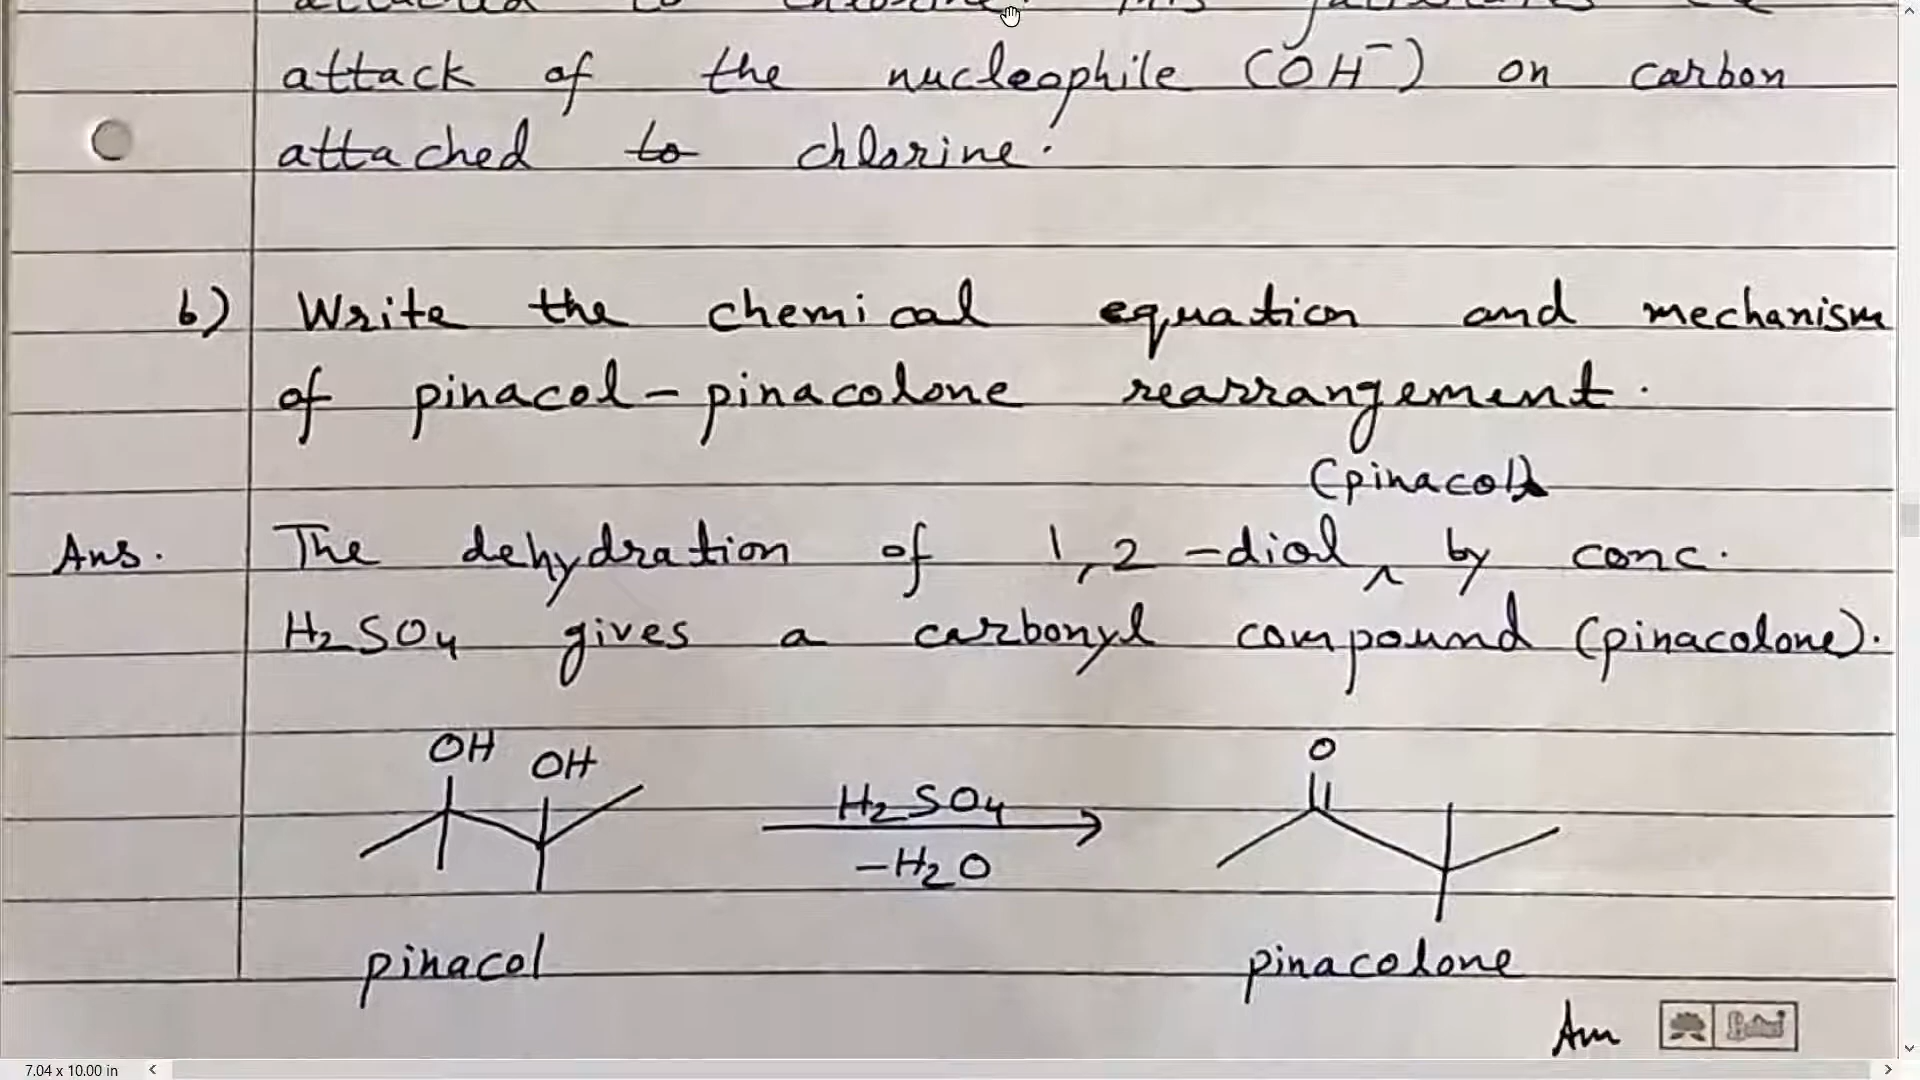 attack of the nucleophile (OH⁻) on carbon
attached to chlorine.
b) Write the chemical equation and mechanism
of pinacol-pinacolone rearrangement.
(pinacol)
Ans. The dehydration of 1,2-diol ^ by conc.
H₂SO₄ gives a carbonyl compound (pinacolone).
OH OH
H₂SO₄
-H₂O
O
pinacol
pinacolone
7.04 x 10.00 in